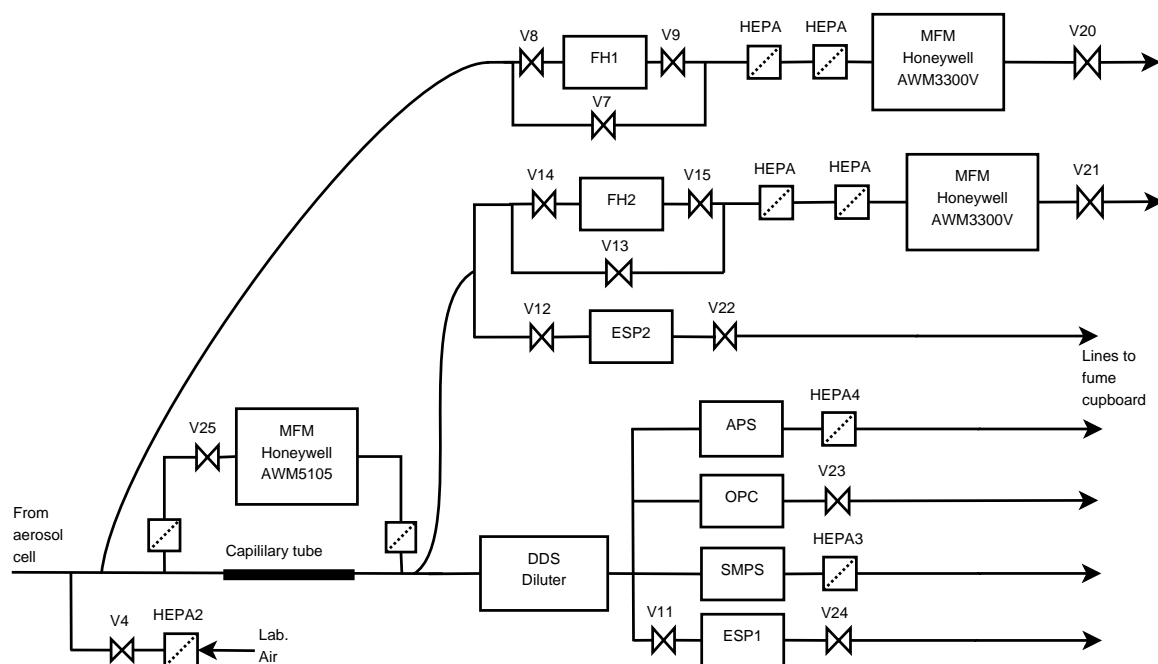 V8
FH1
V9
HEPA
HEPA
MFM
Honeywell
AWM3300V
V20
V7
V14
FH2
V15
HEPA
HEPA
MFM
Honeywell
AWM3300V
V21
V13
V12
ESP2
V22
Lines to
fume
cupboard
V25
MFM
Honeywell
AWM5105
APS
HEPA4
OPC
V23
From
aerosol
cell
Capililary tube
DDS
Diluter
SMPS
HEPA3
V4
HEPA2
Lab.
Air
V11
ESP1
V24